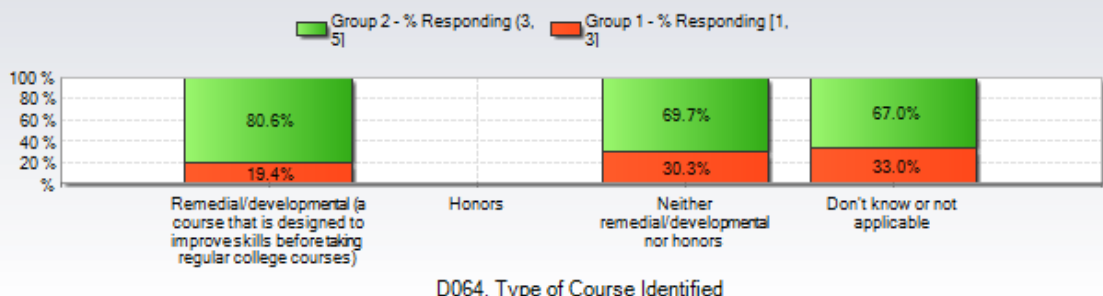 Group 2 - % Responding (3,
5]
Group 1 - % Responding [1,
3]
100 %
80 %
60 %
40 %
20 %
%
80.6%
19.4%
69.7%
30.3%
67.0%
33.0%
Remedial/developmental (a
course that is designed to
improve skills before taking
regular college courses)
Honors
Neither
remedial/developmental
nor honors
Don't know or not
applicable
D064. Type of Course Identified